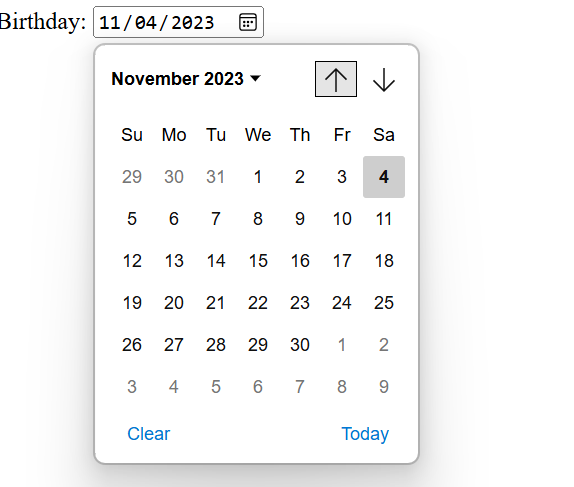 Birthday: 11/04/2023
November 2023
Su Mo Tu We Th Fr Sa
29 30 31 1 2 3 4
5 6 7 8 9 10 11
12 13 14 15 16 17 18
19 20 21 22 23 24 25
26 27 28 29 30 1 2
3 4 5 6 7 8 9
Clear Today